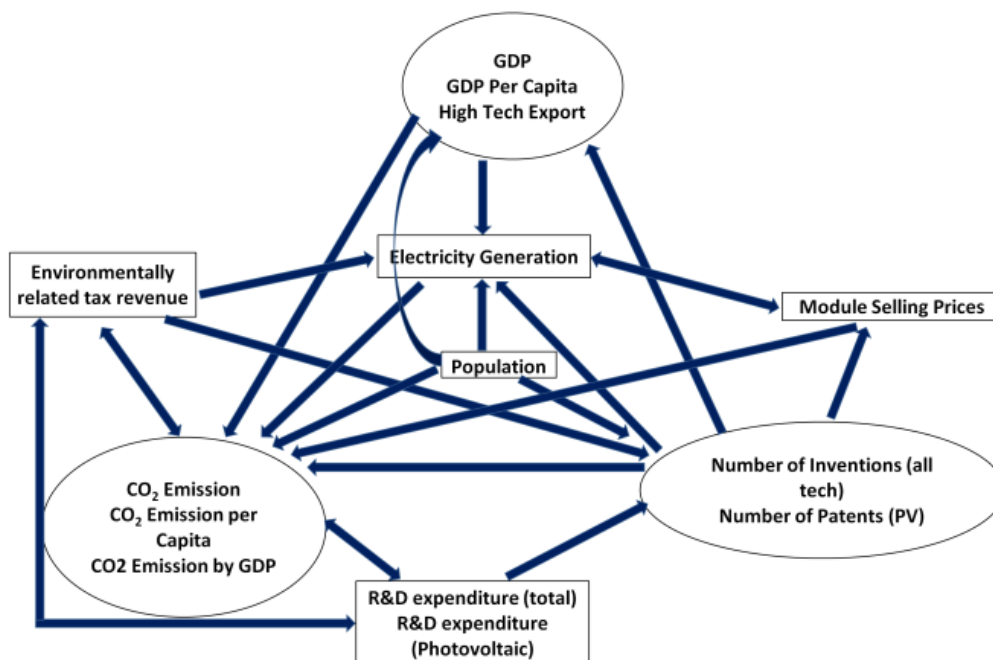 GDP
GDP Per Capita
High Tech Export
Electricity Generation
Environmentally
related tax revenue
Module Selling Prices
Population
CO₂ Emission
CO₂ Emission per
Capita
CO2 Emission by GDP
Number of Inventions (all
tech)
Number of Patents (PV)
R&D expenditure (total)
R&D expenditure
(Photovoltaic)